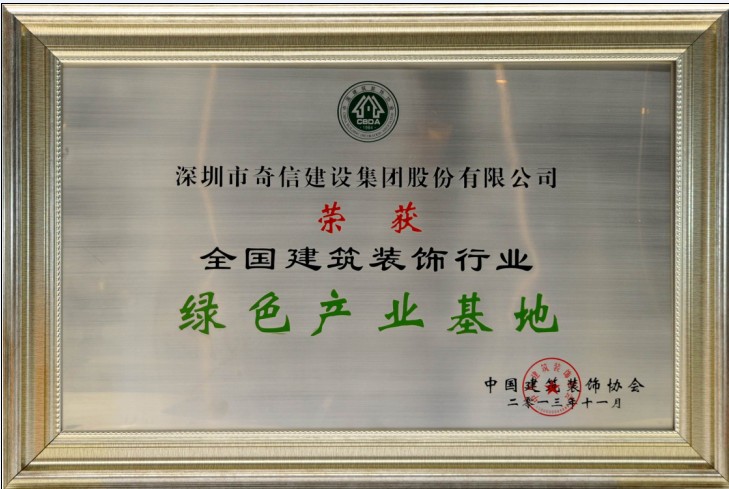 CBDA
深圳市奇信建设集团股份有限公司
荣获
全国建筑装饰行业
绿色产业基地
中国建筑装饰协会
二零一三年十一月